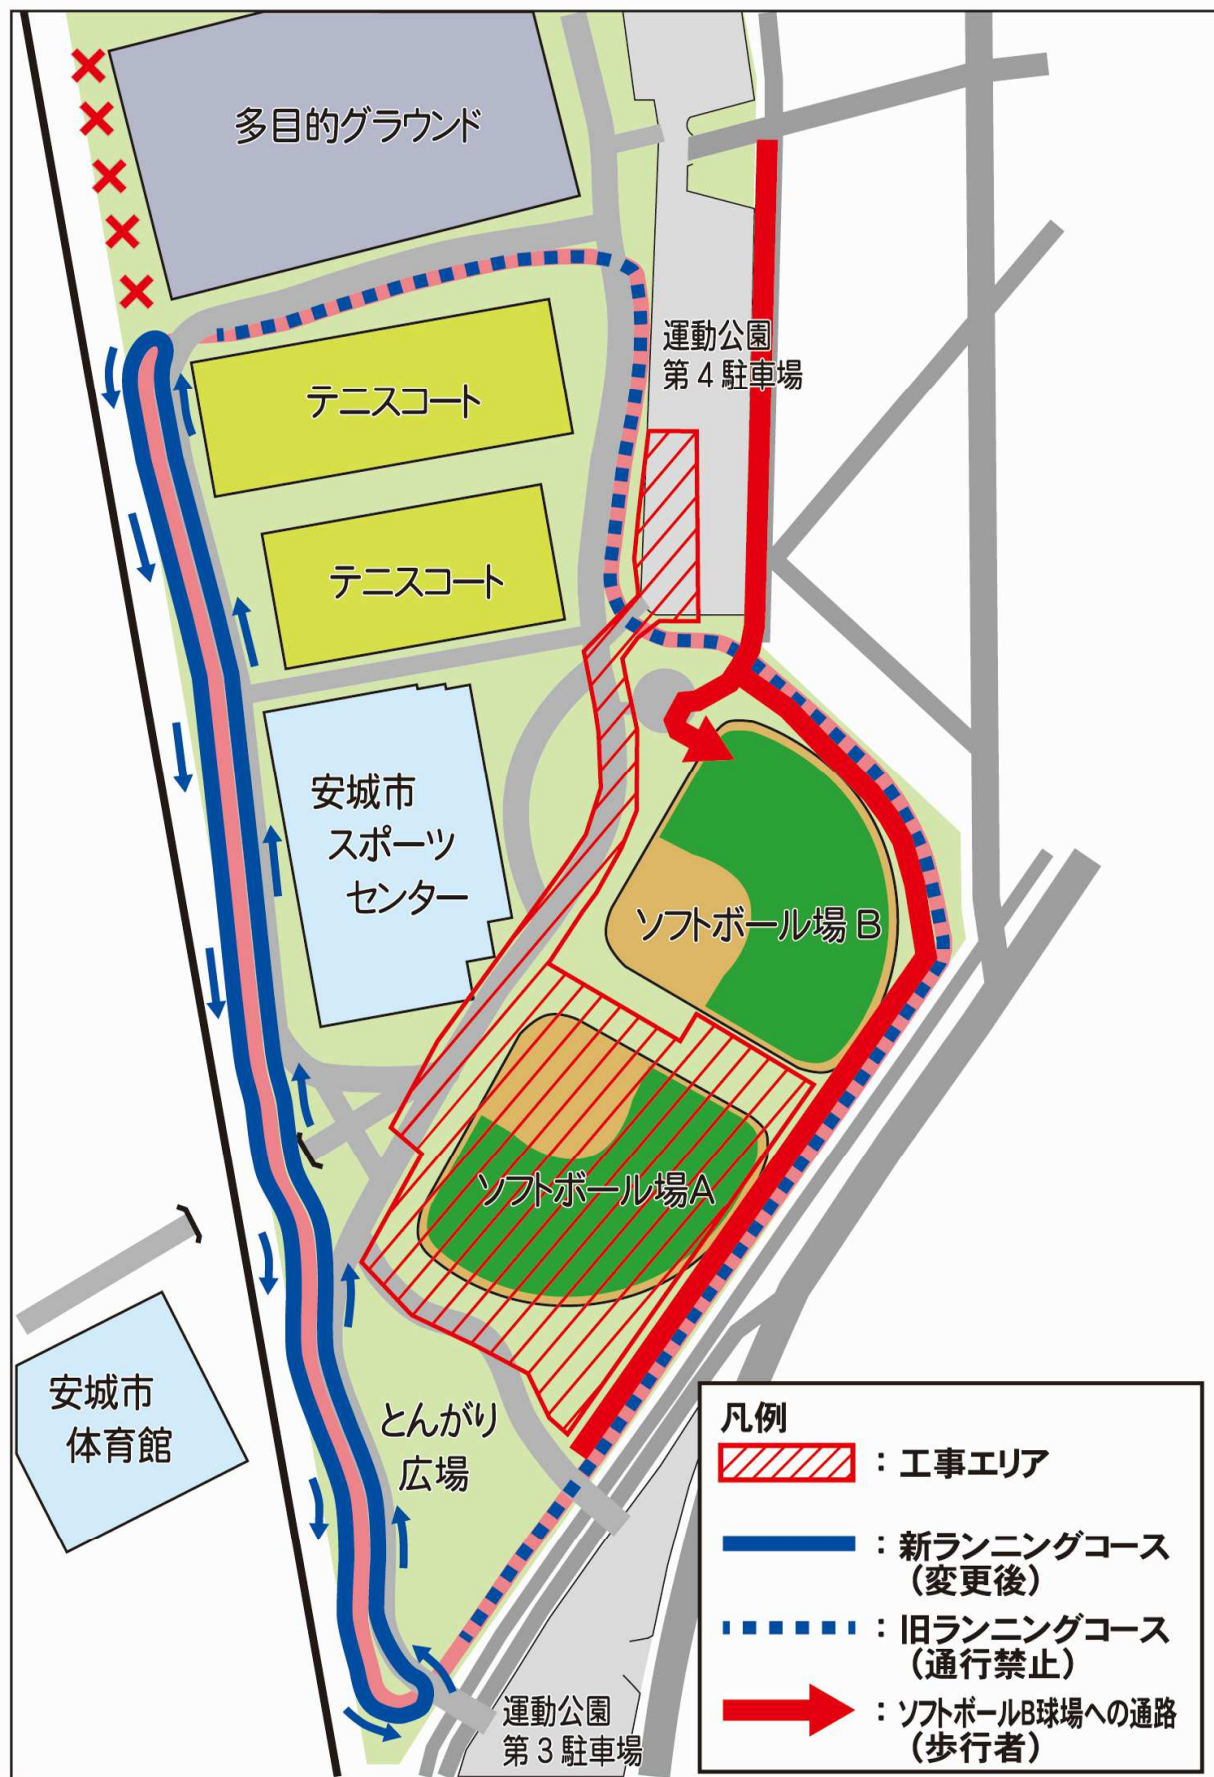 多目的グラウンド
運動公園
第4駐車場
テニスコート
テニスコート
安城市
スポーツ
センター
ソフトボール場B
ソフトボール場A
安城市
体育館
とんがり
広場
運動公園
第3駐車場
凡例
：工事エリア
：新ランニングコース
（変更後）
：旧ランニングコース
（通行禁止）
：ソフトボールB球場への通路
（歩行者）